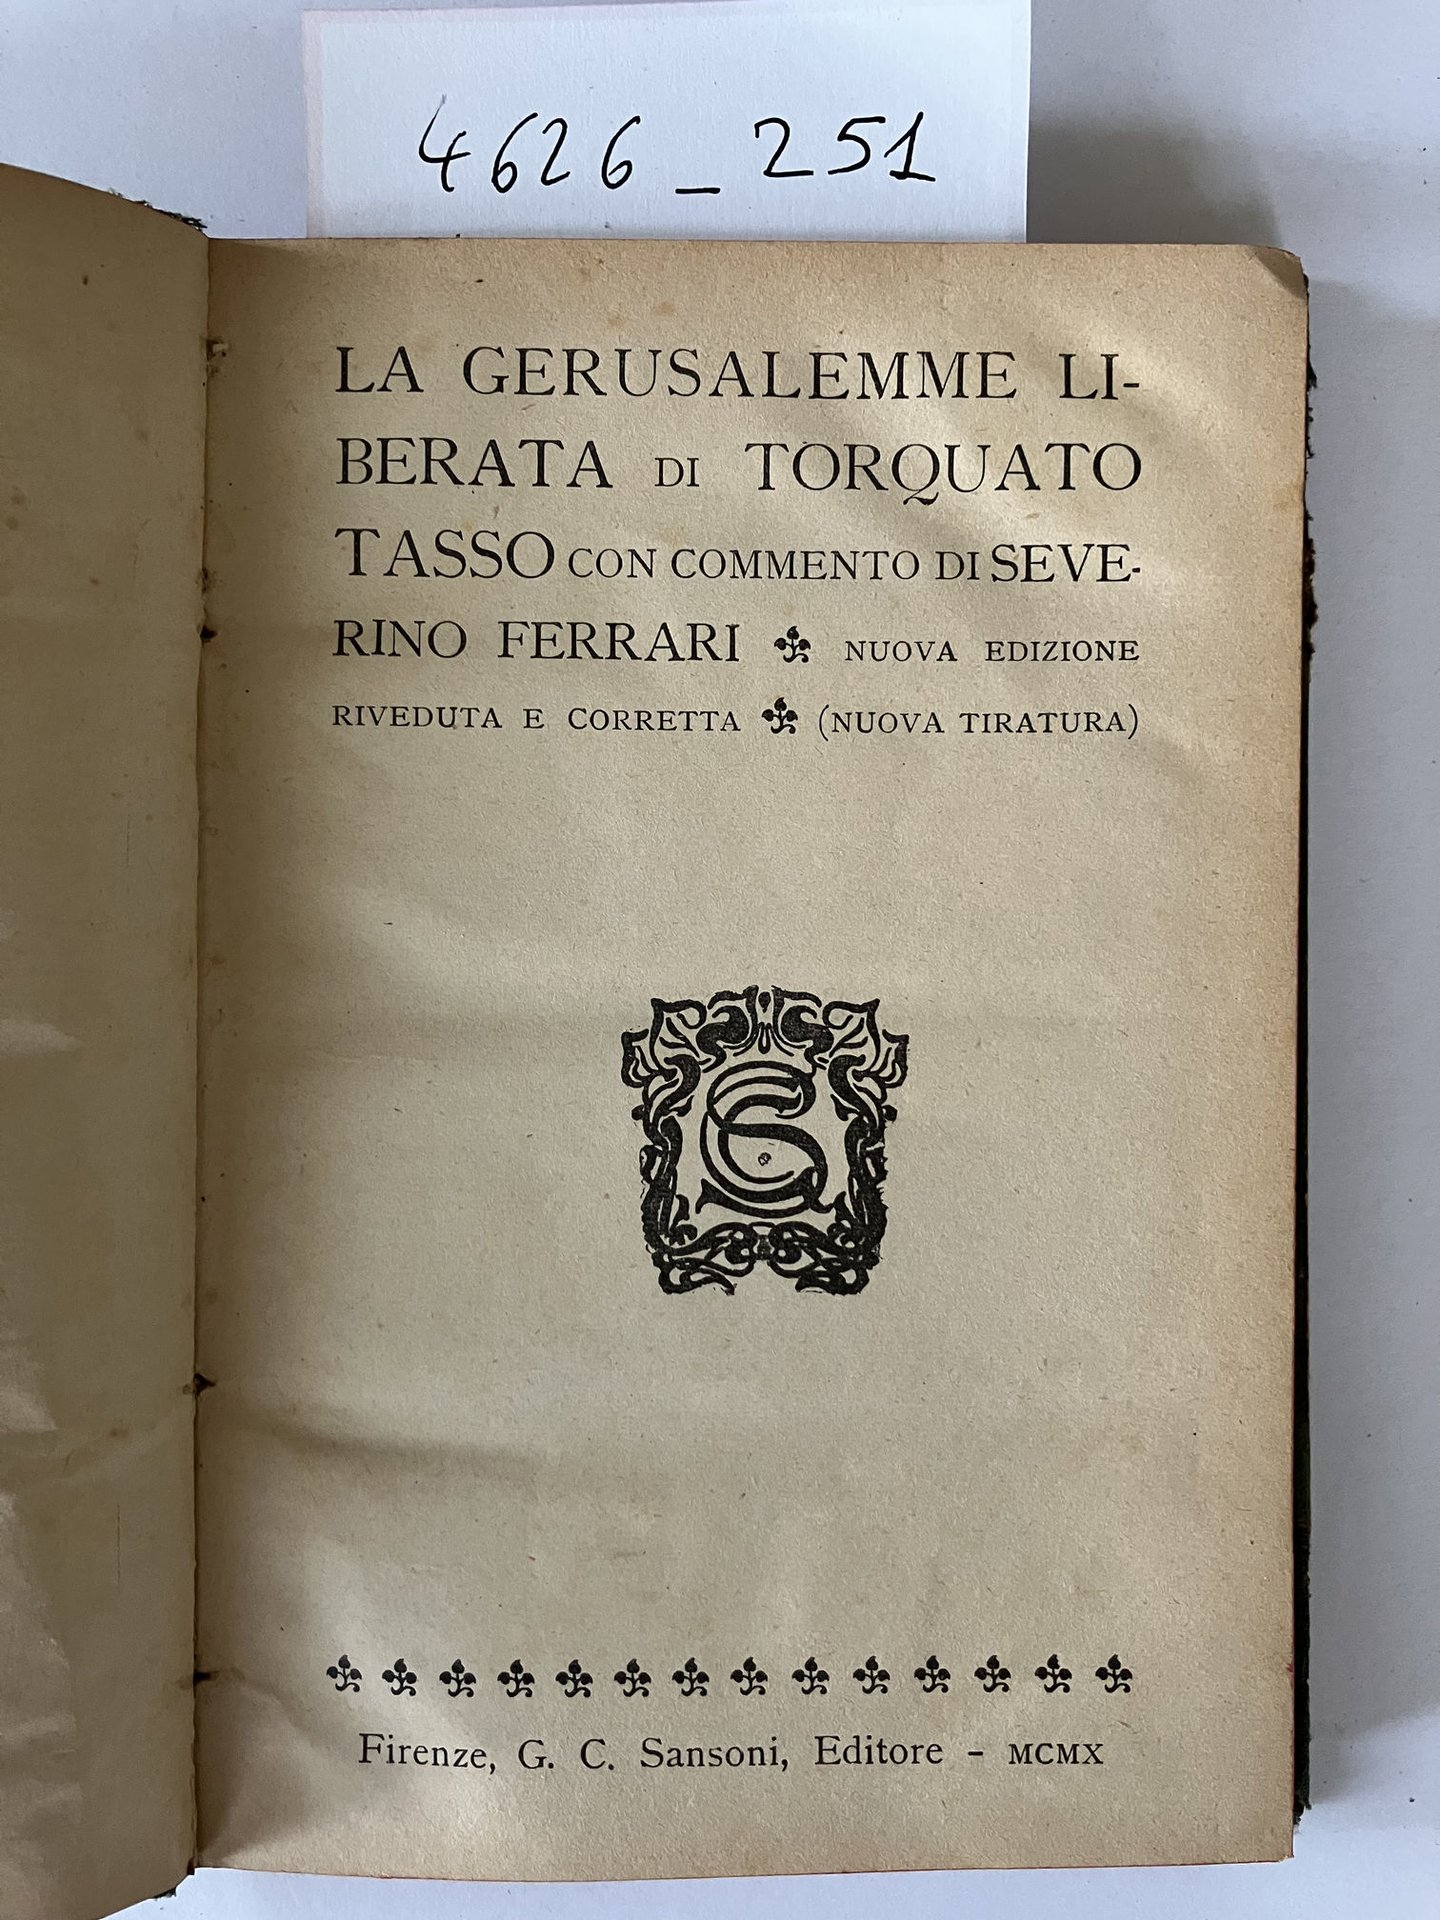 4626_251
LA GERUSALEMME LI-
BERATA DI TORQUATO
TASSO CON COMMENTO DI SEVE-
RINO FERRARI NUOVA EDIZIONE
RIVEDUTA E CORRETTA (NUOVA TIRATURA)
GCS
Firenze, G. C. Sansoni, Editore - MCMX